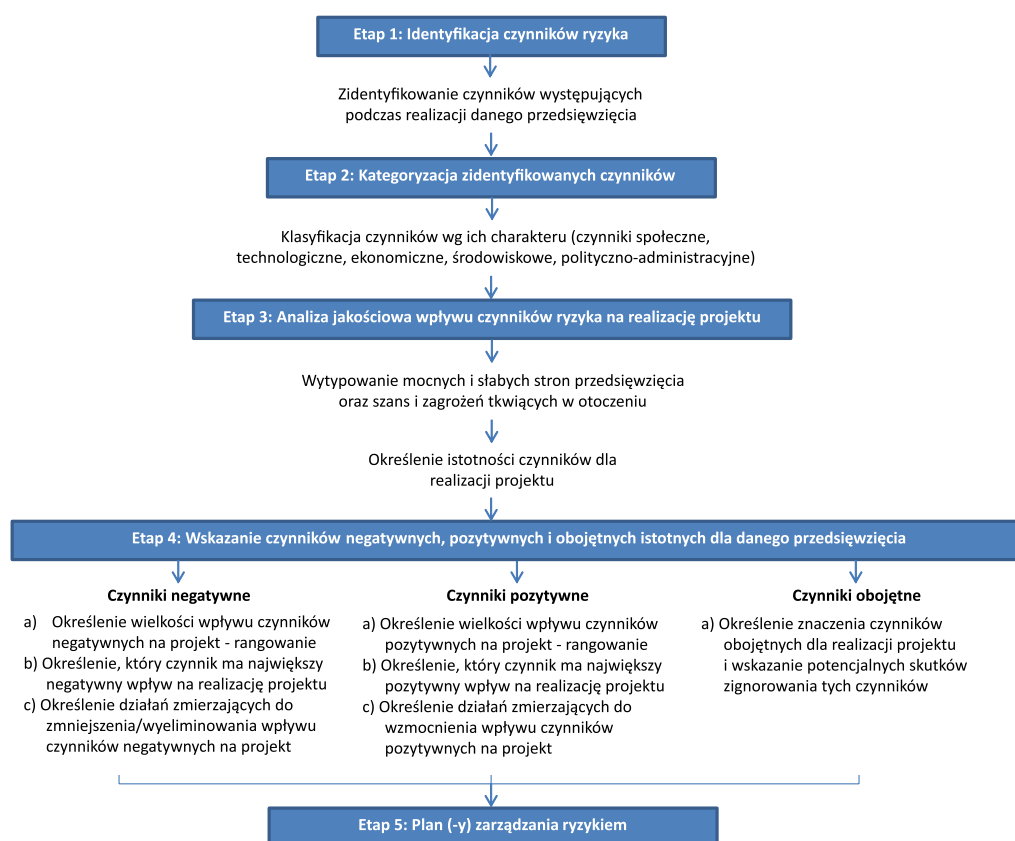 Etap 1: Identyfikacja czynników ryzyka
Zidentyfikowanie czynników występujących
podczas realizacji danego przedsięwzięcia
Etap 2: Kategoryzacja zidentyfikowanych czynników
Klasyfikacja czynników wg ich charakteru (czynniki społeczne,
technologiczne, ekonomiczne, środowiskowe, polityczno-administracyjne)
Etap 3: Analiza jakościowa wpływu czynników ryzyka na realizację projektu
Wytypowanie mocnych i słabych stron przedsięwzięcia
oraz szans i zagrożeń tkwiących w otoczeniu
Określenie istotności czynników dla
realizacji projektu
Etap 4: Wskazanie czynników negatywnych, pozytywnych i obojętnych istotnych dla danego przedsięwzięcia
Czynniki negatywne
a) Określenie wielkości wpływu czynników
negatywnych na projekt - rangowanie
b) Określenie, który czynnik ma największy
negatywny wpływ na realizację projektu
c) Określenie działań zmierzających do
zmniejszenia/wyeliminowania wpływu
czynników negatywnych na projekt
Czynniki pozytywne
a) Określenie wielkości wpływu czynników
pozytywnych na projekt - rangowanie
b) Określenie, który czynnik ma największy
pozytywny wpływ na realizację projektu
c) Określenie działań zmierzających do
wzmocnienia wpływu czynników
pozytywnych na projekt
Czynniki obojętne
a) Określenie znaczenia czynników
obojętnych dla realizacji projektu
i wskazanie potencjalnych skutków
zignorowania tych czynników
Etap 5: Plan (-y) zarządzania ryzykiem